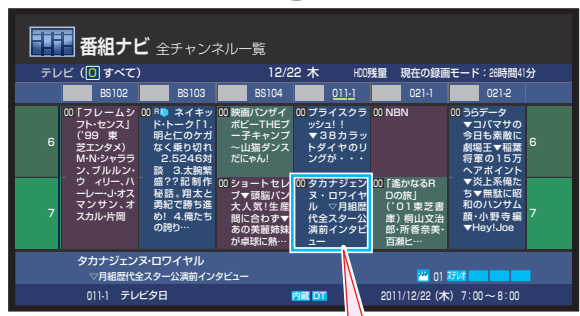 番組ナビ 全チャンネル一覧
テレビ (0 すべて) 12/22 木 HDD残量 現在の録画モード:26時間41分
BS102 BS103 BS104 011-1 021-1 021-2
6
00「フレームシ
フト・センス」
('99 東
芝エンタメ)
M・N・シャララ
ン、ブルルン・
ウィリー、ハ
ーレー・J・オス
マンサン、オ
スカル・片岡
00 ネイキッ
ド・トーク「1.
明と仁のケガ
なく乗り切れ
2.5246対
談 3.太腕繁
盛??記制作
秘話。翔太と
勇紀で勝ち進
め! 4.俺たち
の誇り…
00 映画バンザイ
ボビーTHEブ
ー子キャンプ
~山猫ダンス
だにゃん!
00 プライスクラ
ッシュ!!
▼38カラッ
トダイヤのリ
ングが・・・
00 NBN
00 うらデータ
▼コバマサの
今日も素敵に
劇場王▼稲葉
将軍の15万
ヘアポイント
▼炎上系俺た
ち▼無駄に昭
和のハンサム
顔・小野寺編
▼Hey!Joe
6
7
00 ショートセレ
ブ▼頭脳パン
大人気!生産
間に合わず▼
あの美麗姉妹
が卓球に熱…
00 タカナジェン
ヌ・ロワイヤ
ル ▽月組歴
代全スター公
演前インタビ
ュー
00「遙かなるR
Dの旅」
('01東芝書
庫) 桐山文治
郎・所香奈美・
百瀬ヒ…
7
タカナジェンヌ・ロワイヤル
▽月組歴代全スター公演前インタビュー
01 ステレオ
011-1 テレビ夕日 内蔵 DT 2011/12/22 (木) 7:00~8:00